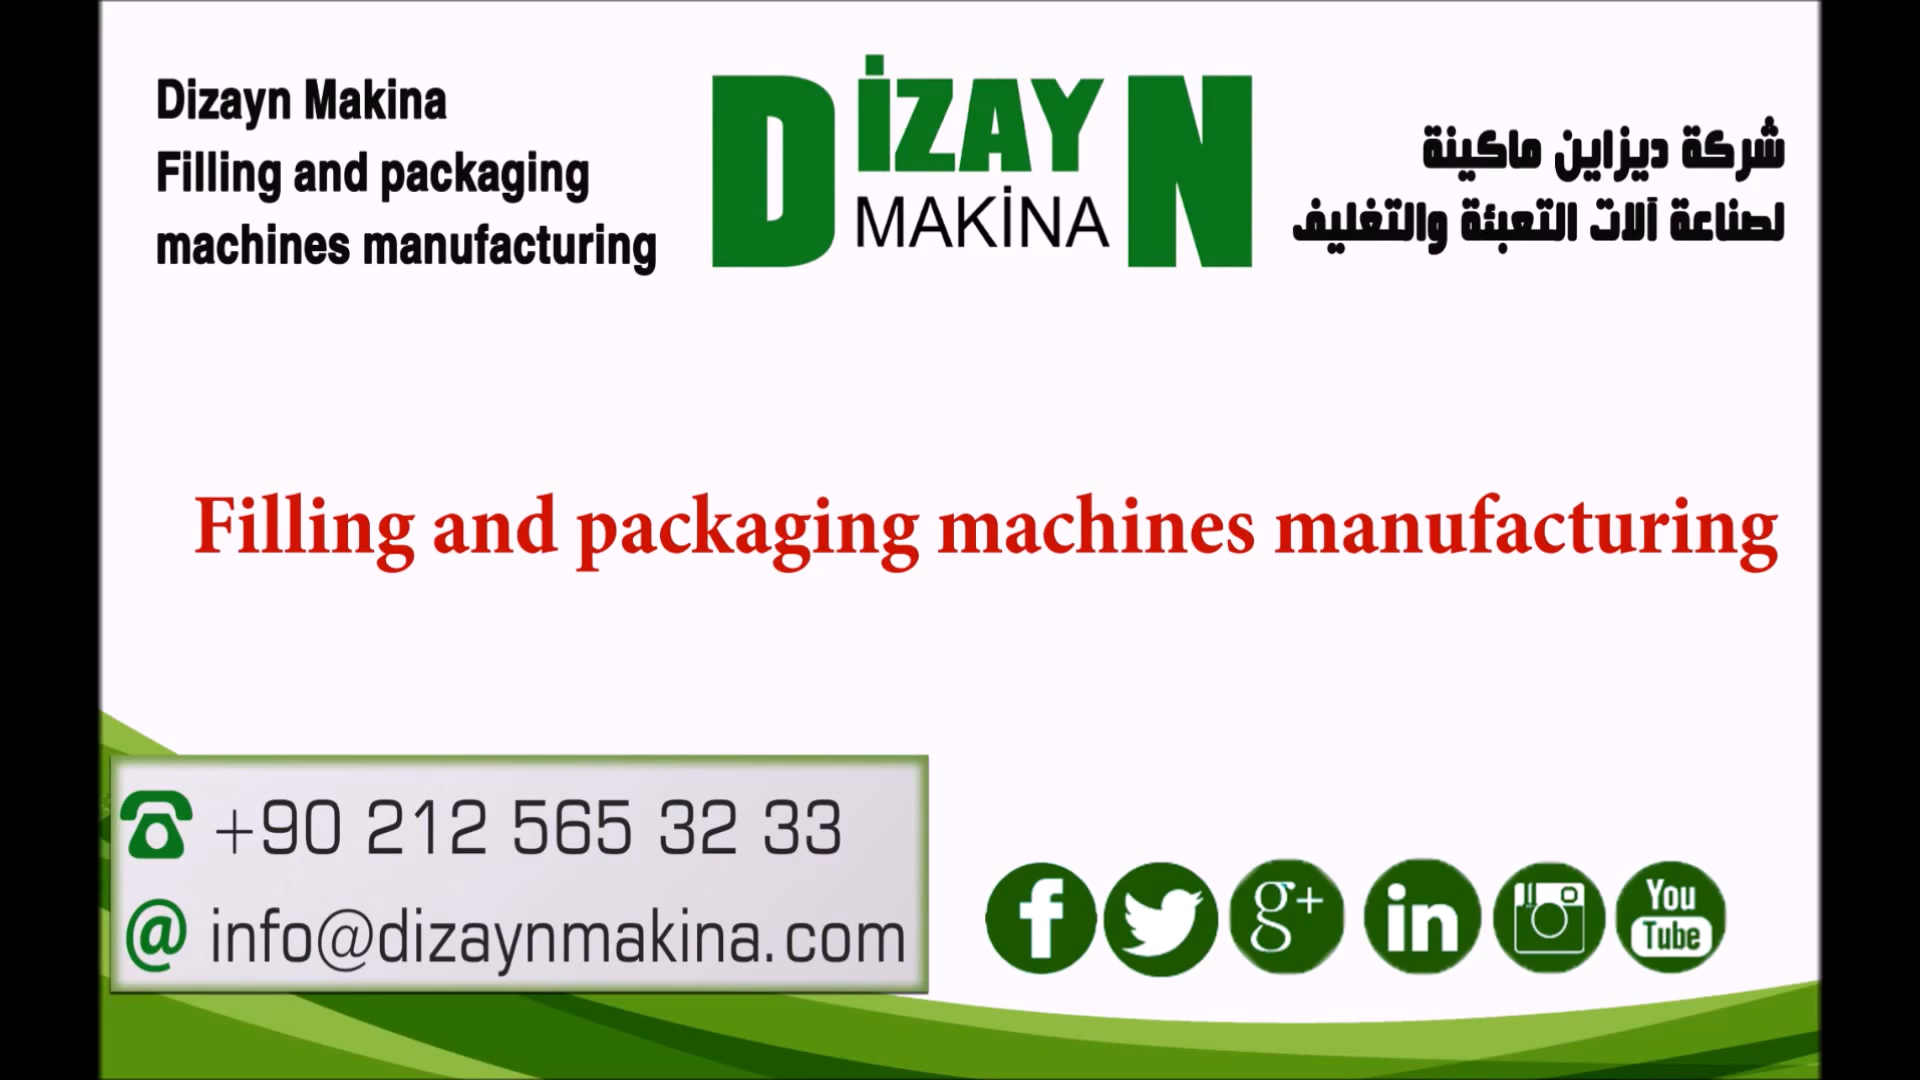 Dizayn Makina
Filling and packaging
machines manufacturing
DİZAYN
MAKİNA
شركة ديزاين ماكينة
لصناعة آلات التعبئة والتغليف
Filling and packaging machines manufacturing
+90 212 565 32 33
@ info@dizaynmakina.com
f
g+
in
You
Tube